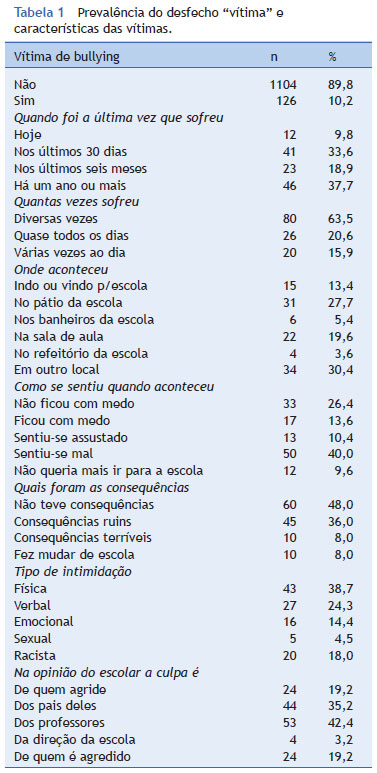 Tabela 1 Prevalência do desfecho “vítima” e
características das vítimas.
Vítima de bullying n %
Não 1104 89,8
Sim 126 10,2
Quando foi a última vez que sofreu
Hoje 12 9,8
Nos últimos 30 dias 41 33,6
Nos últimos seis meses 23 18,9
Há um ano ou mais 46 37,7
Quantas vezes sofreu
Diversas vezes 80 63,5
Quase todos os dias 26 20,6
Várias vezes ao dia 20 15,9
Onde aconteceu
Indo ou vindo p/escola 15 13,4
No pátio da escola 31 27,7
Nos banheiros da escola 6 5,4
Na sala de aula 22 19,6
No refeitório da escola 4 3,6
Em outro local 34 30,4
Como se sentiu quando aconteceu
Não ficou com medo 33 26,4
Ficou com medo 17 13,6
Sentiu-se assustado 13 10,4
Sentiu-se mal 50 40,0
Não queria mais ir para a escola 12 9,6
Quais foram as consequências
Não teve consequências 60 48,0
Consequências ruins 45 36,0
Consequências terríveis 10 8,0
Fez mudar de escola 10 8,0
Tipo de intimidação
Física 43 38,7
Verbal 27 24,3
Emocional 16 14,4
Sexual 5 4,5
Racista 20 18,0
Na opinião do escolar a culpa é
De quem agride 24 19,2
Dos pais deles 44 35,2
Dos professores 53 42,4
Da direção da escola 4 3,2
De quem é agredido 24 19,2